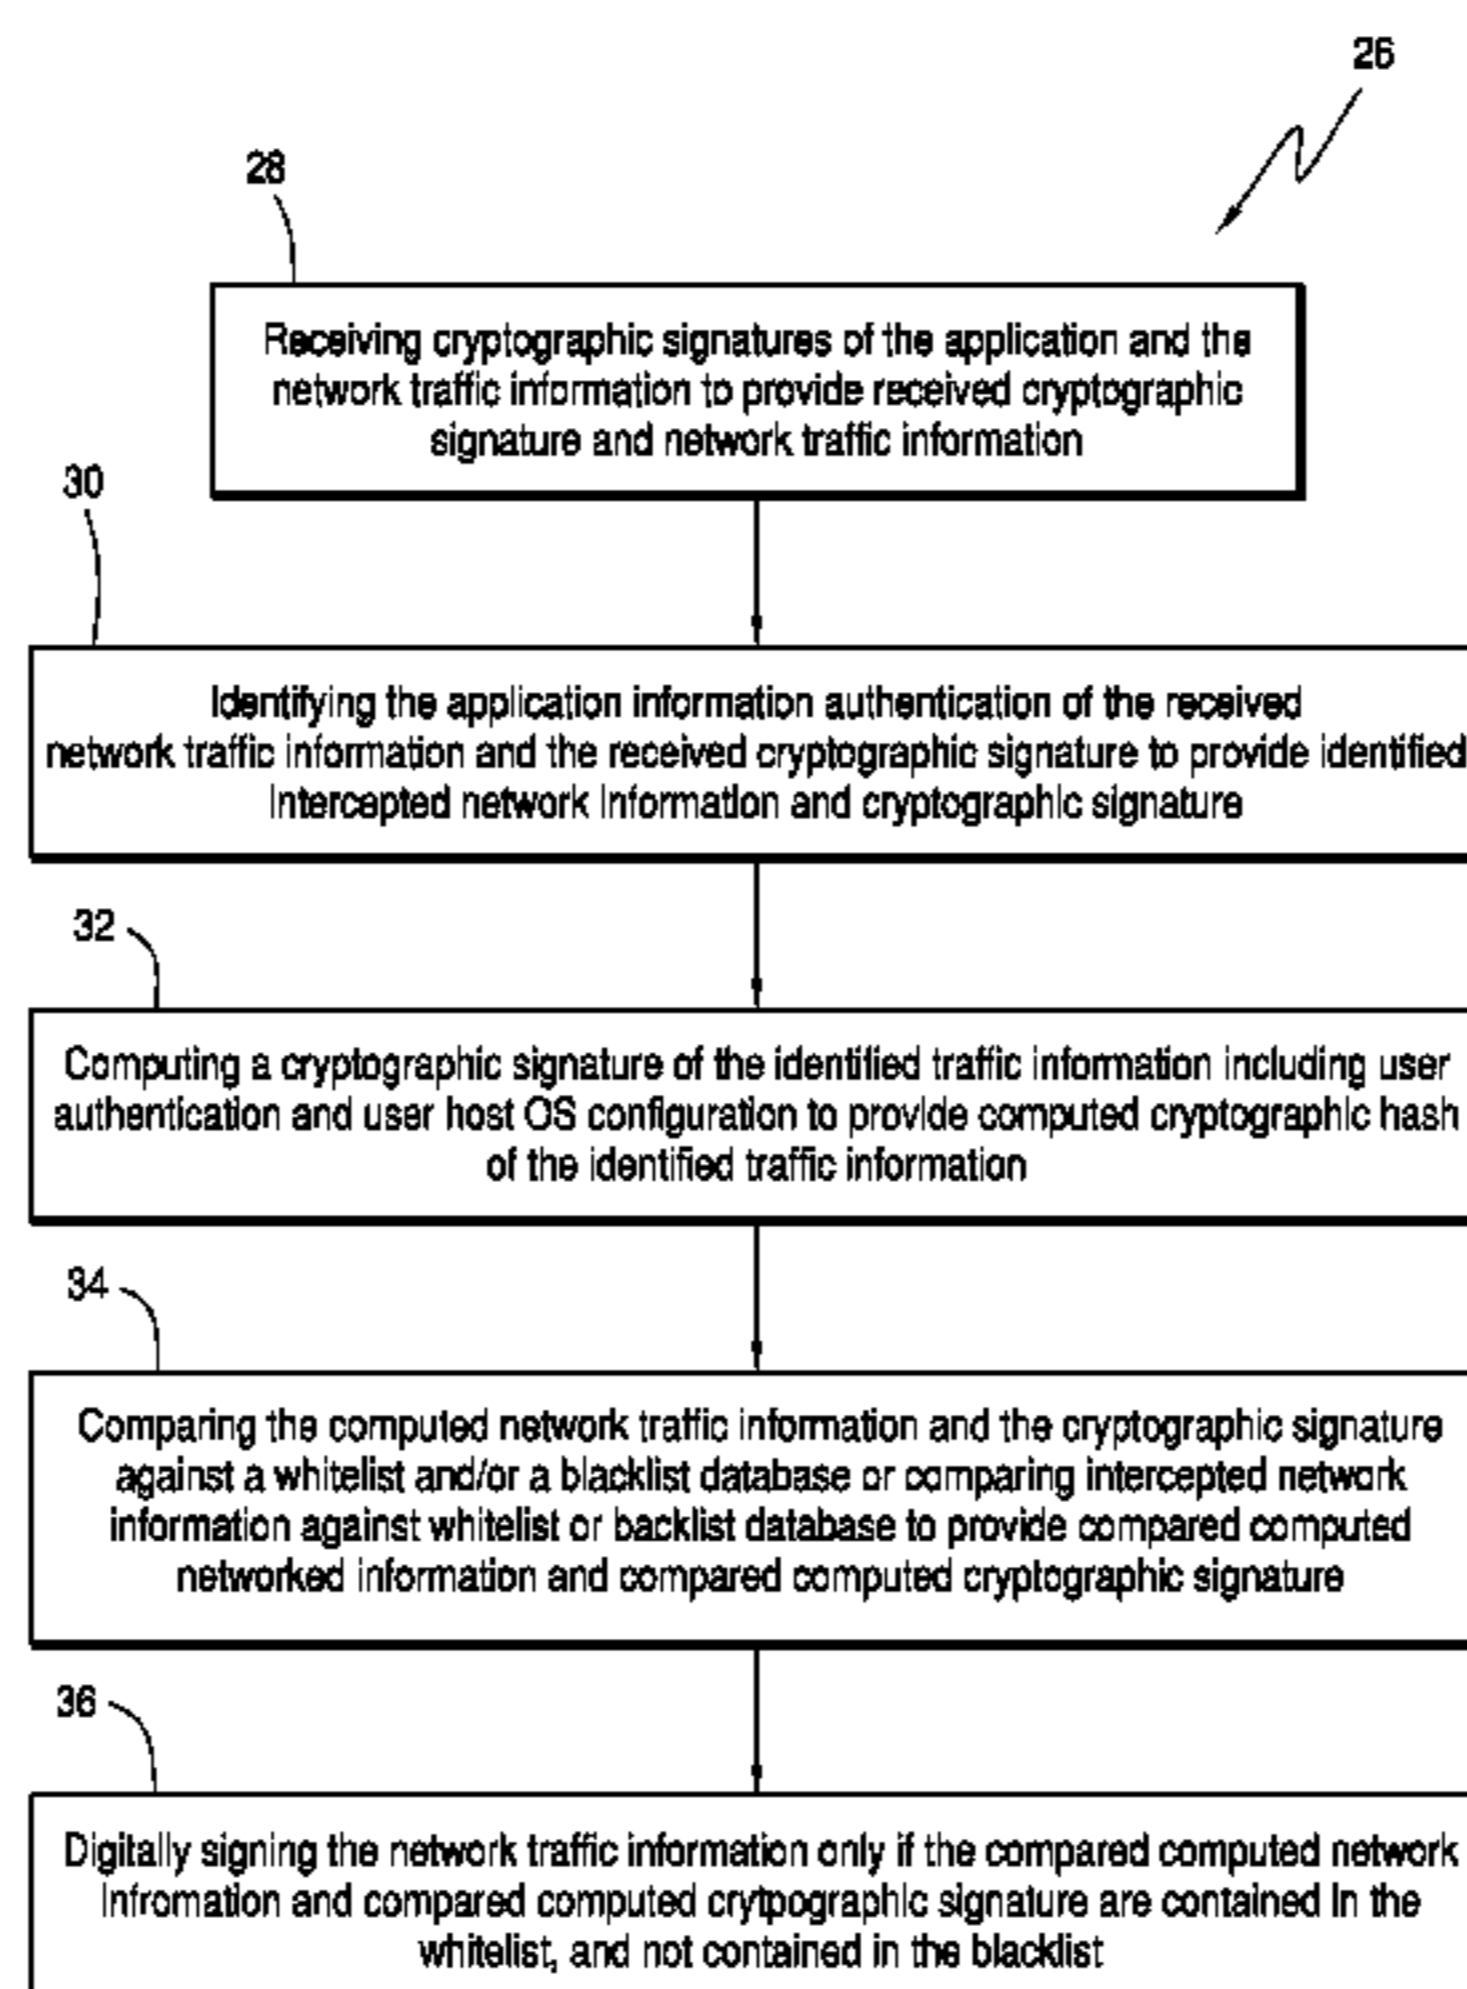 26
28
Receiving cryptographic signatures of the application and the
network traffic information to provide received cryptographic
signature and network traffic information
30
Identifying the application information authentication of the received
network traffic information and the received cryptographic signature to provide identified
intercepted network information and cryptographic signature
32
Computing a cryptographic signature of the identified traffic information including user
authentication and user host OS configuration to provide computed cryptographic hash
of the identified traffic information
34
Comparing the computed network traffic information and the cryptographic signature
against a whitelist and/or a blacklist database or comparing intercepted network
information against whitelist or backlist database to provide compared computed
networked information and compared computed cryptographic signature
36
Digitally signing the network traffic information only if the compared computed network
infromation and compared computed crytpographic signature are contained in the
whitelist, and not contained in the blacklist